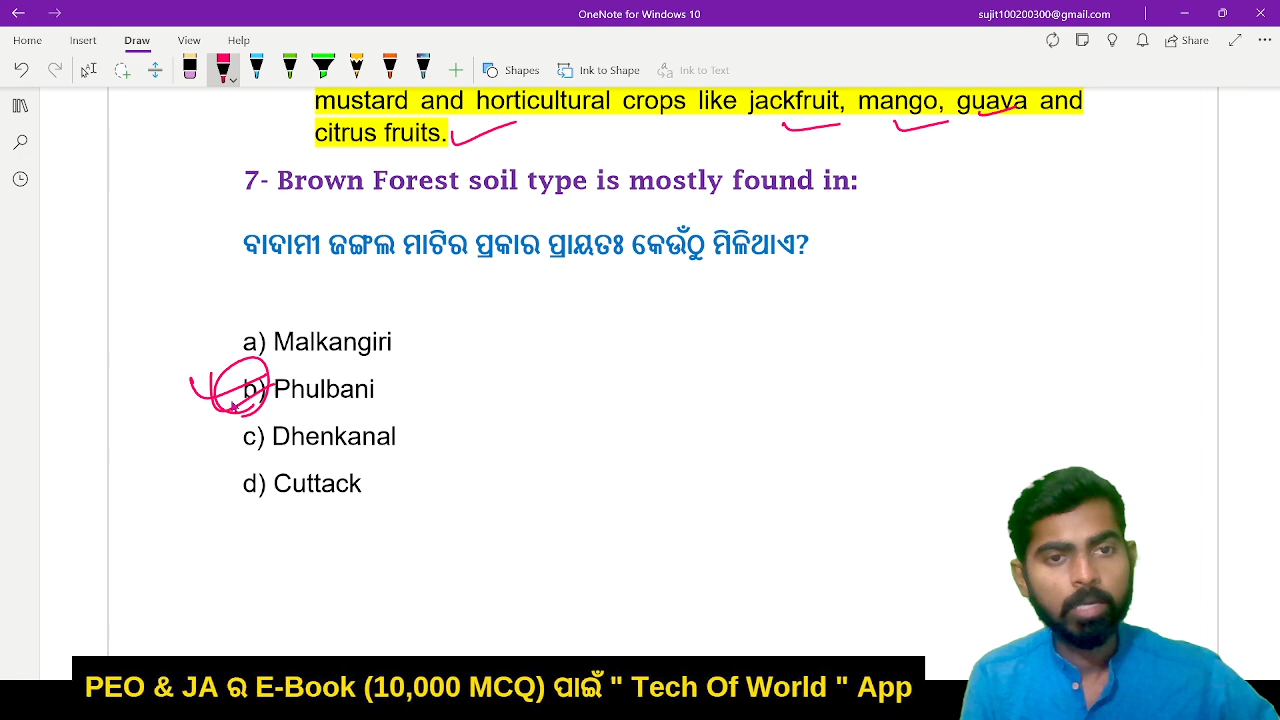 OneNote for Windows 10
sujit100200300@gmail.com
Home Insert Draw View Help
Share
Shapes Ink to Shape Ink to Text
mustard and horticultural crops like jackfruit, mango, guava and
citrus fruits.
7- Brown Forest soil type is mostly found in:
ବାଦାମୀ ଜଙ୍ଗଲ ମାଟିର ପ୍ରକାର ପ୍ରାୟତଃ କେଉଁଠୁ ମିଳିଥାଏ?
a) Malkangiri
b) Phulbani
c) Dhenkanal
d) Cuttack
PEO & JA ର E-Book (10,000 MCQ) ପାଇଁ " Tech Of World " App